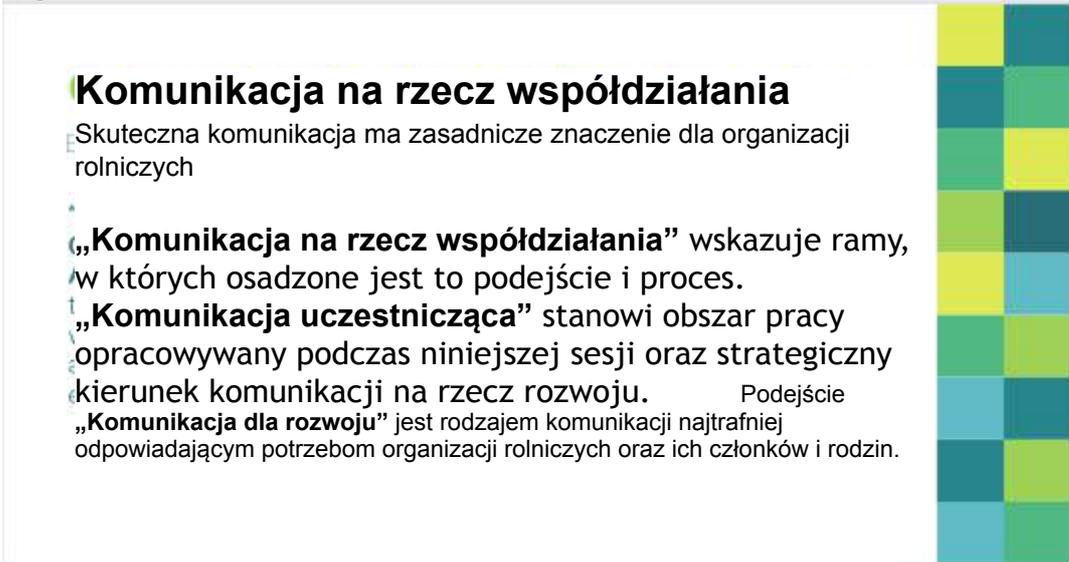 Komunikacja na rzecz współdziałania
Skuteczna komunikacja ma zasadnicze znaczenie dla organizacji
rolniczych
„Komunikacja na rzecz współdziałania” wskazuje ramy,
w których osadzone jest to podejście i proces.
„Komunikacja uczestnicząca” stanowi obszar pracy
opracowywany podczas niniejszej sesji oraz strategiczny
kierunek komunikacji na rzecz rozwoju. Podejście
„Komunikacja dla rozwoju” jest rodzajem komunikacji najtrafniej
odpowiadającym potrzebom organizacji rolniczych oraz ich członków i rodzin.